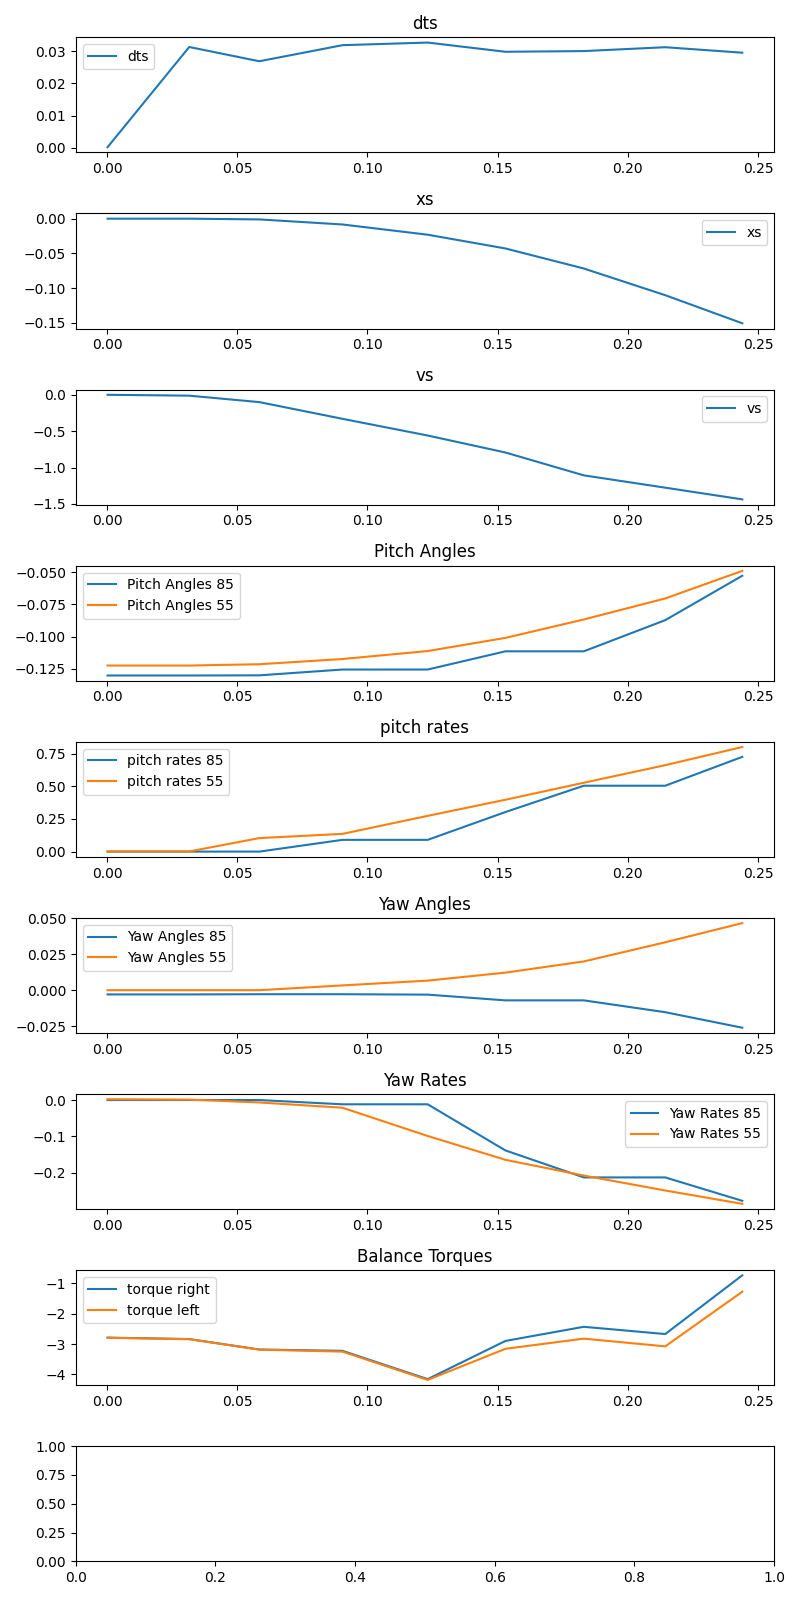 dts
0.03
0.02
0.01
0.00
dts
0.00 0.05 0.10 0.15 0.20 0.25
xs
0.00
−0.05
−0.10
−0.15
xs
0.00 0.05 0.10 0.15 0.20 0.25
vs
0.0
−0.5
−1.0
−1.5
vs
0.00 0.05 0.10 0.15 0.20 0.25
Pitch Angles
−0.050
−0.075
−0.100
−0.125
Pitch Angles 85
Pitch Angles 55
0.00 0.05 0.10 0.15 0.20 0.25
pitch rates
0.75
0.50
0.25
0.00
pitch rates 85
pitch rates 55
0.00 0.05 0.10 0.15 0.20 0.25
Yaw Angles
0.050
0.025
0.000
−0.025
Yaw Angles 85
Yaw Angles 55
0.00 0.05 0.10 0.15 0.20 0.25
Yaw Rates
0.0
−0.1
−0.2
Yaw Rates 85
Yaw Rates 55
0.00 0.05 0.10 0.15 0.20 0.25
Balance Torques
−1
−2
−3
−4
torque right
torque left
0.00 0.05 0.10 0.15 0.20 0.25
1.00
0.75
0.50
0.25
0.00
0.0 0.2 0.4 0.6 0.8 1.0